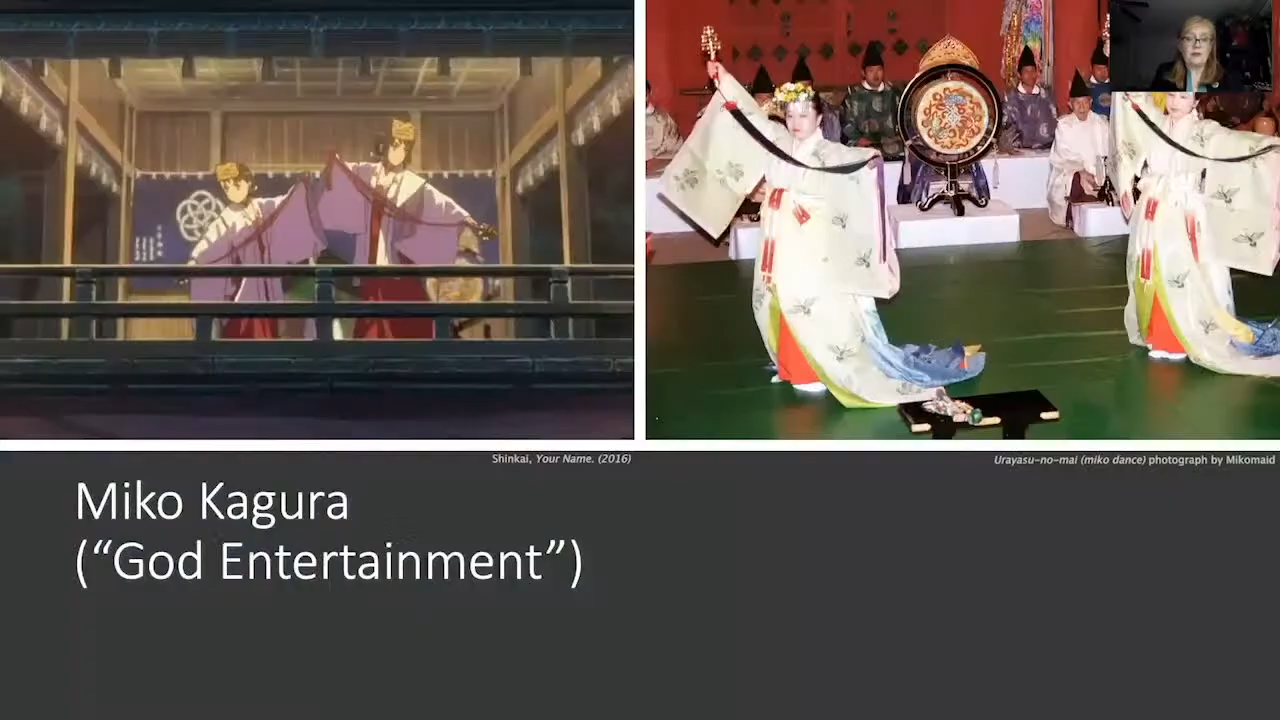 Shinkai, Your Name. (2016)
Urayasu-no-mai (miko dance) photograph by Mikomaid
Miko Kagura
(“God Entertainment”)